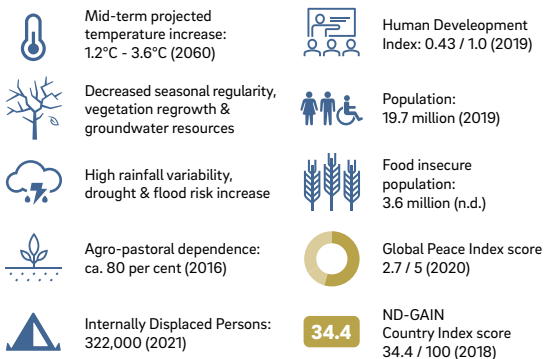 Mid-term projected
temperature increase:
1.2°C - 3.6°C (2060)
Decreased seasonal regularity,
vegetation regrowth &
groundwater resources
High rainfall variability,
drought & flood risk increase
Agro-pastoral dependence:
ca. 80 per cent (2016)
Internally Displaced Persons:
322,000 (2021)
Human Develeopment
Index: 0.43 / 1.0 (2019)
Population:
19.7 million (2019)
Food insecure
population:
3.6 million (n.d.)
Global Peace Index score
2.7 / 5 (2020)
34.4
ND-GAIN
Country Index score
34.4 / 100 (2018)